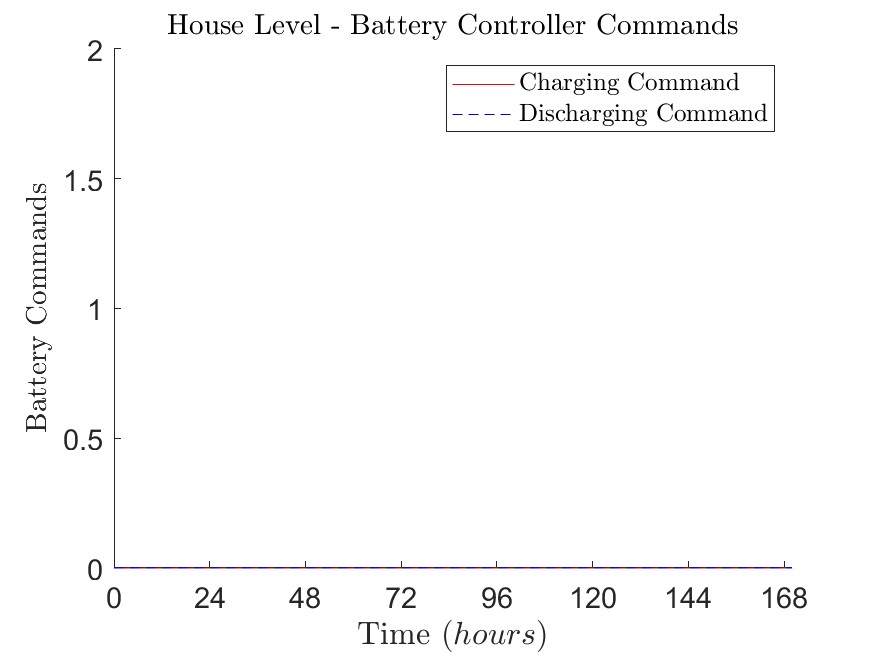 House Level - Battery Controller Commands
2
Charging Command
Discharging Command
1.5
1
0.5
0
Battery Commands
0 24 48 72 96 120 144 168
Time (hours)